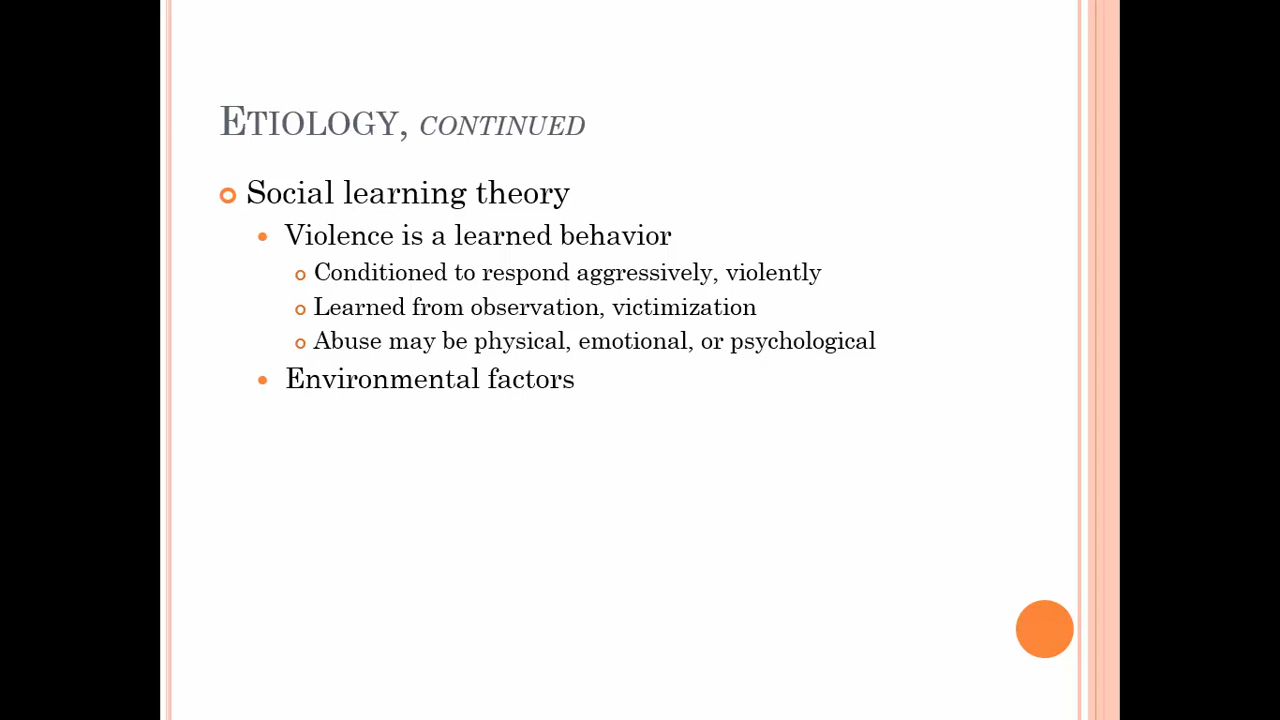 Etiology, continued
Social learning theory
Violence is a learned behavior
Conditioned to respond aggressively, violently
Learned from observation, victimization
Abuse may be physical, emotional, or psychological
Environmental factors